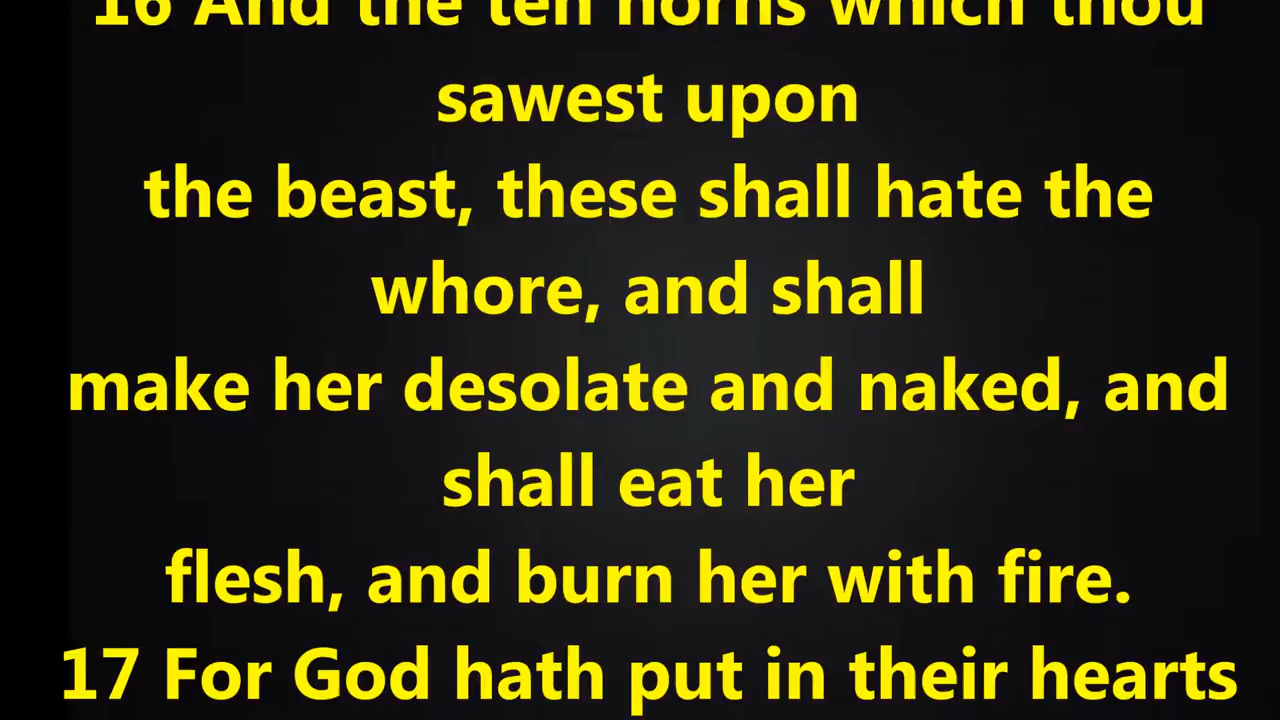 16 And the ten horns which thou
sawest upon
the beast, these shall hate the
whore, and shall
make her desolate and naked, and
shall eat her
flesh, and burn her with fire.
17 For God hath put in their hearts